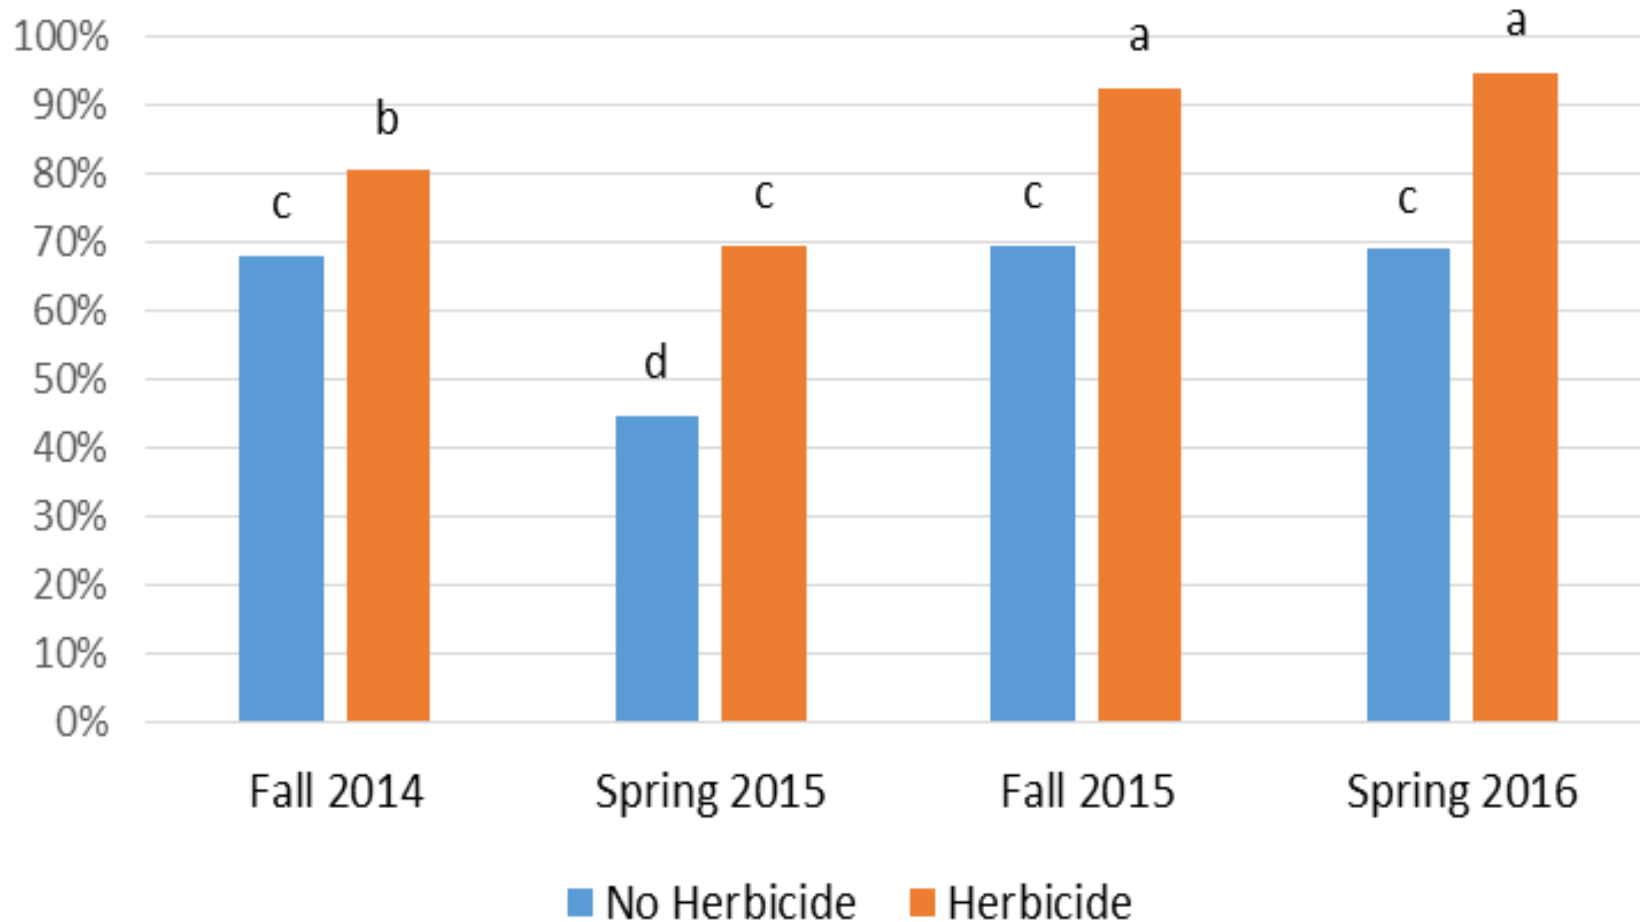 100%
90%
80%
70%
60%
50%
40%
30%
20%
10%
0%
c
b
d
c
c
a
c
a
Fall 2014
Spring 2015
Fall 2015
Spring 2016
No Herbicide
Herbicide